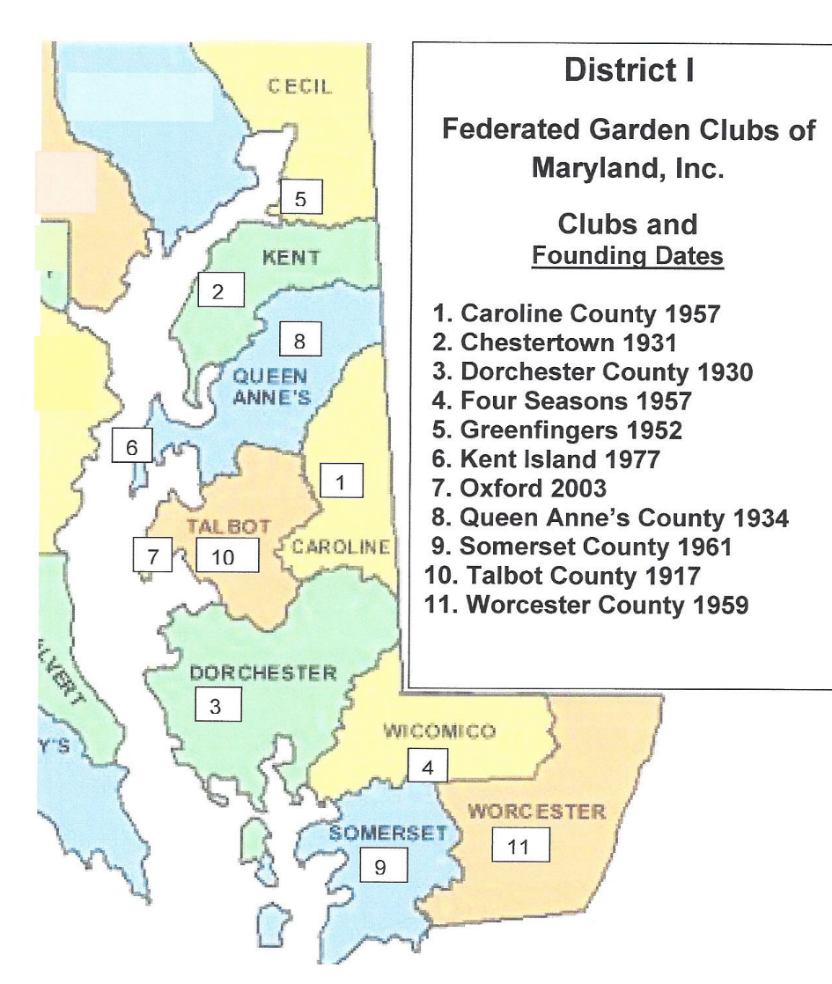 District I
Federated Garden Clubs of
Maryland, Inc.
Clubs and
Founding Dates
1. Caroline County 1957
2. Chestertown 1931
3. Dorchester County 1930
4. Four Seasons 1957
5. Greenfingers 1952
6. Kent Island 1977
7. Oxford 2003
8. Queen Anne's County 1934
9. Somerset County 1961
10. Talbot County 1917
11. Worcester County 1959
CECIL
5
KENT
2
8
QUEEN
ANNE'S
6
1
TALBOT
7
10
CAROLINE
LVERT
DORCHESTER
3
Y'S
WICOMICO
4
WORCESTER
11
SOMERSET
9